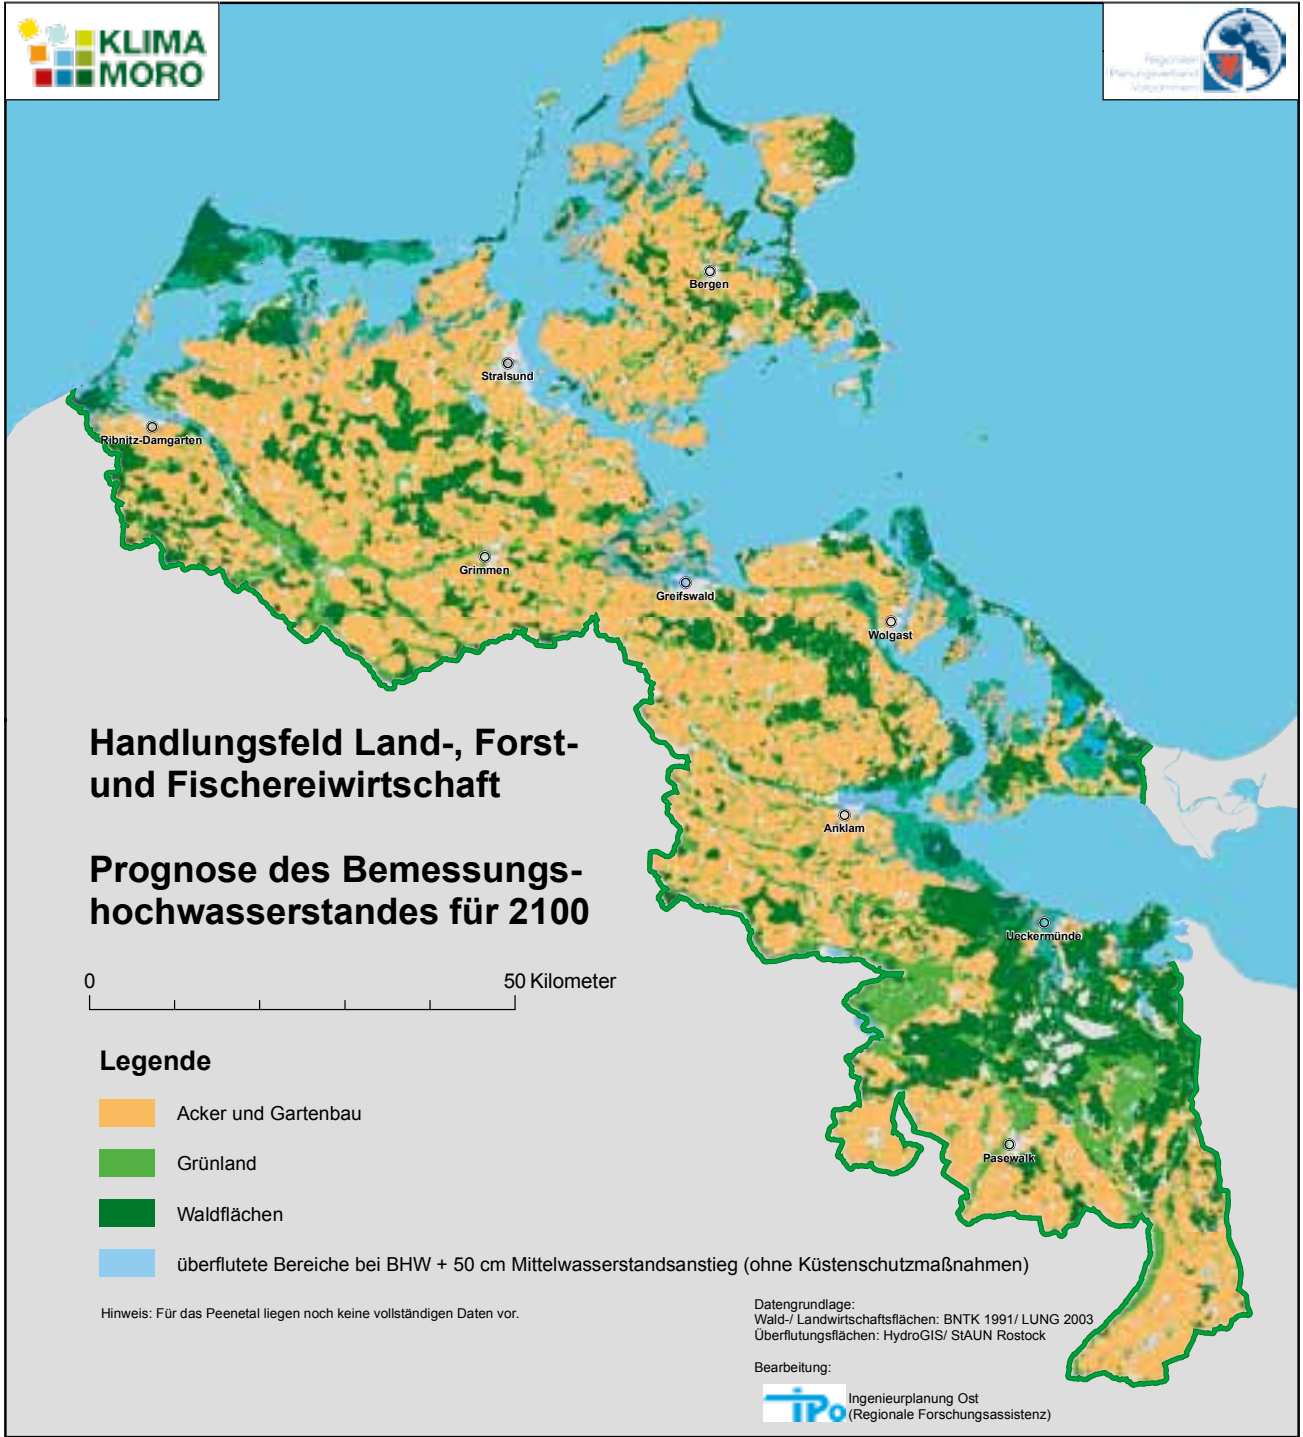 KLIMA
MORO
Regionaler
Planungsverband
Vorpommern
Bergen
Stralsund
Ribnitz-Damgarten
Grimmen
Greifswald
Wolgast
Anklam
Ueckermünde
Pasewalk
Handlungsfeld Land-, Forst-
und Fischereiwirtschaft
Prognose des Bemessungs-
hochwasserstandes für 2100
0 50 Kilometer
Legende
Acker und Gartenbau
Grünland
Waldflächen
überflutete Bereiche bei BHW + 50 cm Mittelwasserstandsanstieg (ohne Küstenschutzmaßnahmen)
Hinweis: Für das Peenetal liegen noch keine vollständigen Daten vor.
Datengrundlage:
Wald-/ Landwirtschaftsflächen: BNTK 1991/ LUNG 2003
Überflutungsflächen: HydroGIS/ StAUN Rostock
Bearbeitung:
IPO
Ingenieurplanung Ost
(Regionale Forschungsassistenz)